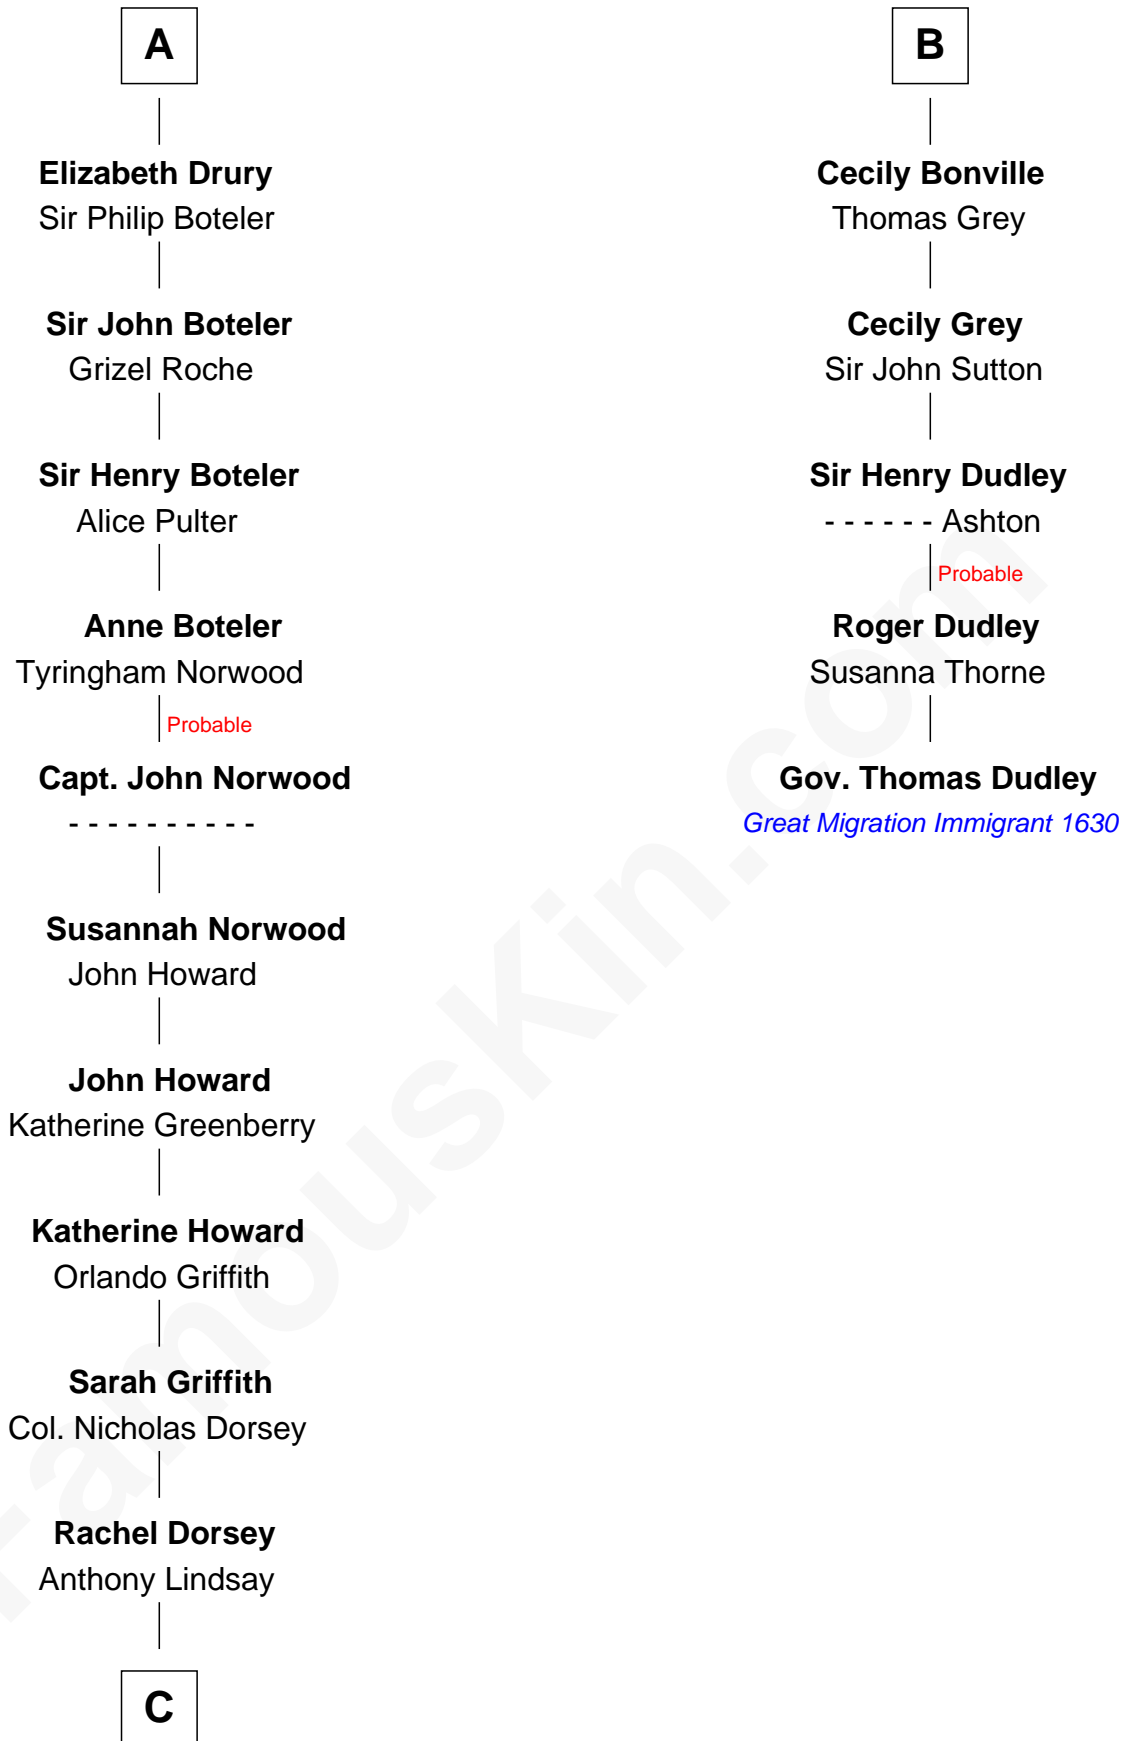 A
Elizabeth Drury
Sir Philip Boteler
Sir John Boteler
Grizel Roche
Sir Henry Boteler
Alice Pulter
Anne Boteler
Tyringham Norwood
Probable
Capt. John Norwood
- - - - - - - - - -
Susannah Norwood
John Howard
John Howard
Katherine Greenberry
Katherine Howard
Orlando Griffith
Sarah Griffith
Col. Nicholas Dorsey
Rachel Dorsey
Anthony Lindsay
C
B
Cecily Bonville
Thomas Grey
Cecily Grey
Sir John Sutton
Sir Henry Dudley
- - - - - - Ashton
Probable
Roger Dudley
Susanna Thorne
Gov. Thomas Dudley
Great Migration Immigrant 1630
FamousKin.com